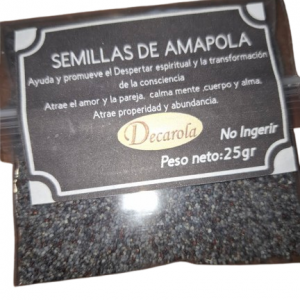 SEMILLAS DE AMAPOLA
Ayuda y promueve el Despertar espiritual y la transformación
de la consciencia
Atrae el amor y la pareja, calma mente ,cuerpo y alma.
Atrae properidad y abundancia.
Decarola
No Ingerir
Peso neto:25gr